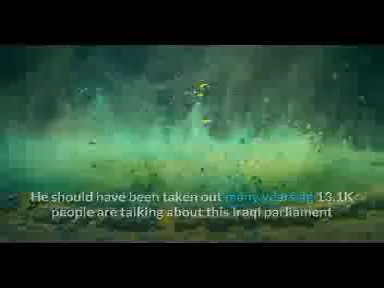 He should have been taken out many years ag 13.1K
people are talking about this Iraqi parliament